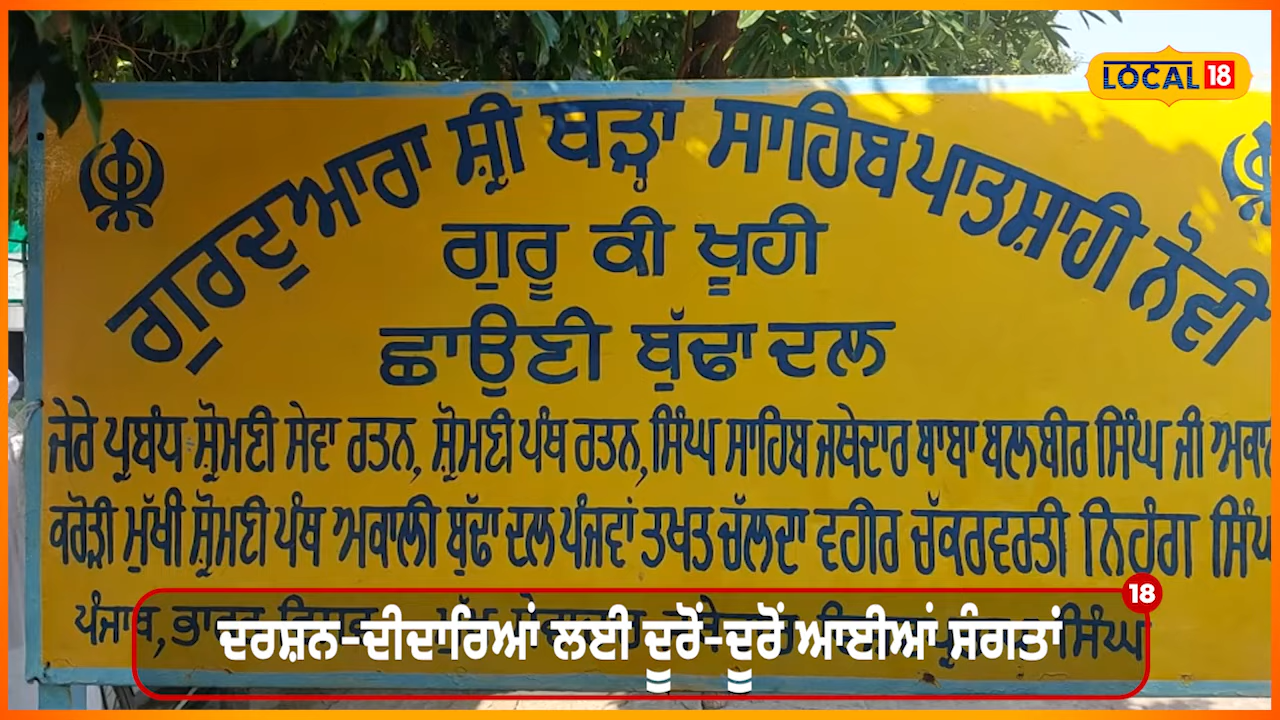 LOCAL 18
ਗੁਰਦੁਆਰਾ ਸ਼੍ਰੀ ਥੜਾ ਸਾਹਿਬ ਪਾਤਸ਼ਾਹੀ ਨੋਵੀ
ਗੁਰੂ ਕੀ ਖੂਹੀ
ਛਾਉਣੀ ਬੁੱਢਾ ਦਲ
ਜੇਰੇ ਪ੍ਰਬੰਧ ਸ਼੍ਰੋਮਣੀ ਸੇਵਾ ਰਤਨ, ਸ਼੍ਰੋਮਣੀ ਪੰਥ ਰਤਨ, ਸਿੰਘ ਸਾਹਿਬ ਜਥੇਦਾਰ ਬਾਬਾ ਬਲਬੀਰ ਸਿੰਘ ਜੀ
ਕਰੋੜੀ ਮੁੱਖੀ ਸ਼੍ਰੋਮਣੀ ਪੰਥ ਅਕਾਲੀ ਬੁੱਢਾ ਦਲ ਪੰਜਵਾਂ ਤਖਤ ਚੱਲਦਾ ਵਹੀਰ ਚੱਕਰਵਰਤੀ ਨਿਹੰਗ ਸਿੰਘ
ਪੰਜਾਬ, ਸਿੰਘ
18
ਦਰਸ਼ਨ-ਦੀਦਾਰਿਆਂ ਲਈ ਦੂਰੋਂ-ਦੂਰੋਂ ਆਈਆਂ ਸੰਗਤਾਂ